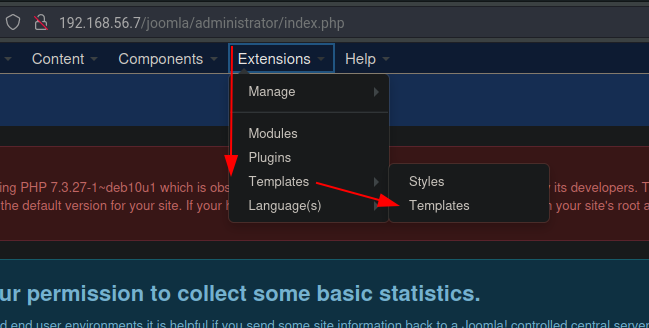 192.168.56.7/joomla/administrator/index.php
Content Components Extensions Help
Manage
Modules
Plugins
Templates
Language(s)
Styles
Templates
ing PHP 7.3.27-1~deb10u1 which is obs its developers. T
the default version for your site. If your h n your site's root a
ur permission to collect some basic statistics.
d end user environments it is helpful if you send some site information back to a Joomla! controlled central server